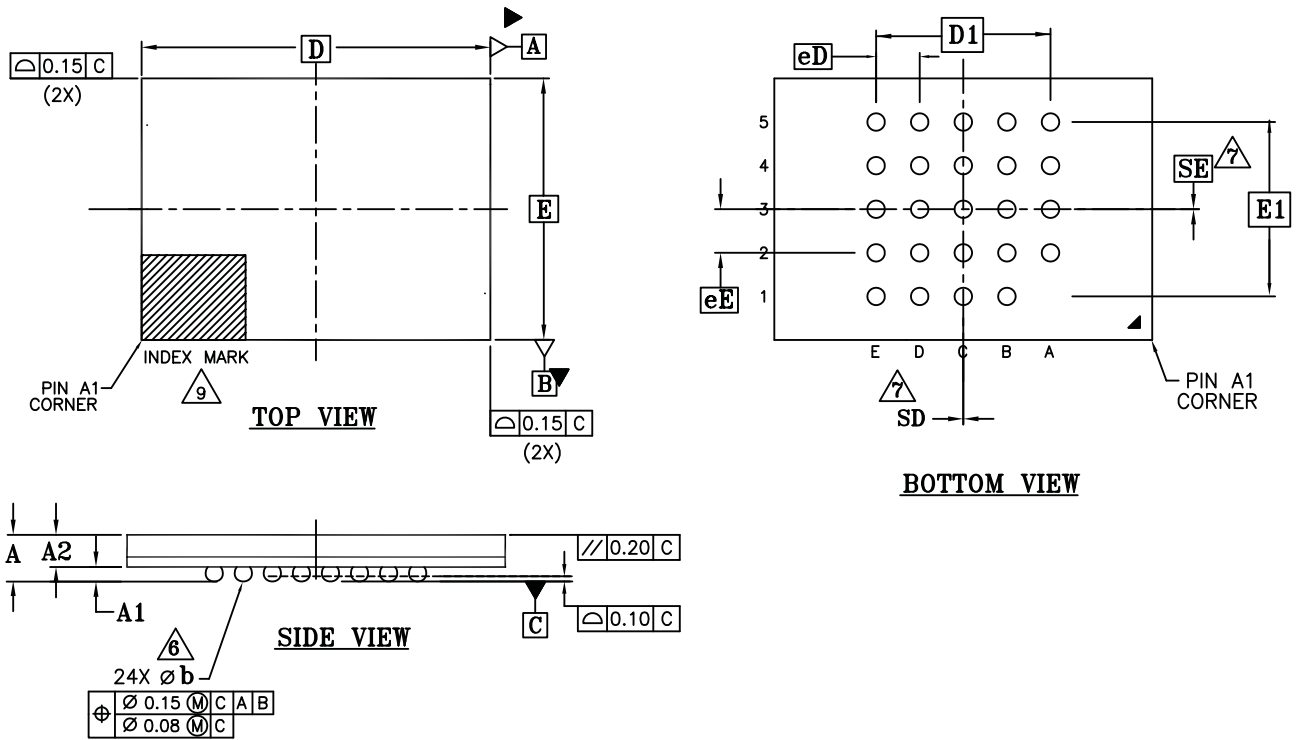 D
A
0.15 C
(2X)
E
INDEX MARK
9
PIN A1
CORNER
B
TOP VIEW
0.15 C
(2X)
D1
eD
5
4
3
2
1
7
SE
E1
eE
E D C B A
7
SD
PIN A1
CORNER
BOTTOM VIEW
A
A2
A1
// 0.20 C
0.10 C
C
SIDE VIEW
6
24X ⌀ b
⌖ ⌀ 0.15 Ⓜ C A B
⌀ 0.08 Ⓜ C